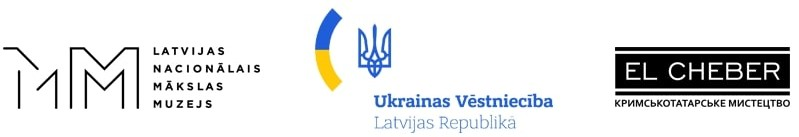 LATVIJAS
NACIONĀLAIS
MĀKSLAS
MUZEJS
Ukrainas Vēstniecība
Latvijas Republikā
EL CHEBER
КРИМСЬКОТАТАРСЬКЕ МИСТЕЦТВО